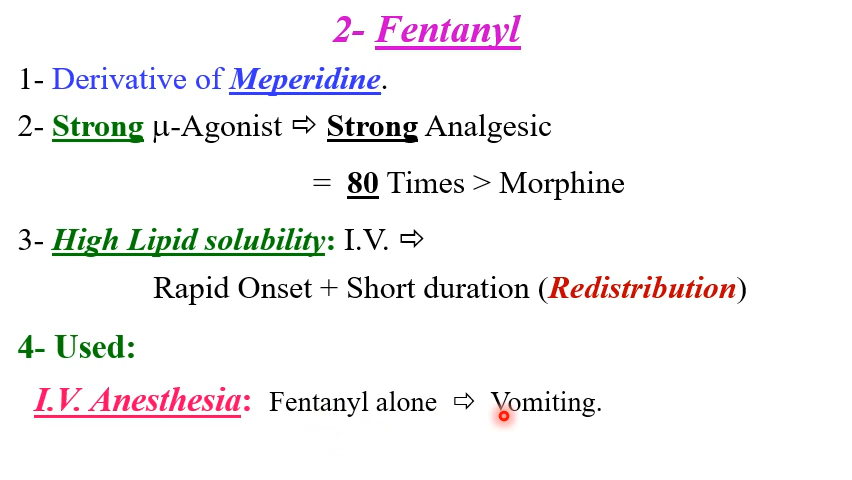 2- Fentanyl
1- Derivative of Meperidine.
2- Strong μ-Agonist ⇨ Strong Analgesic
= 80 Times > Morphine
3- High Lipid solubility: I.V. ⇨
Rapid Onset + Short duration (Redistribution)
4- Used:
I.V. Anesthesia: Fentanyl alone ⇨ Vomiting.